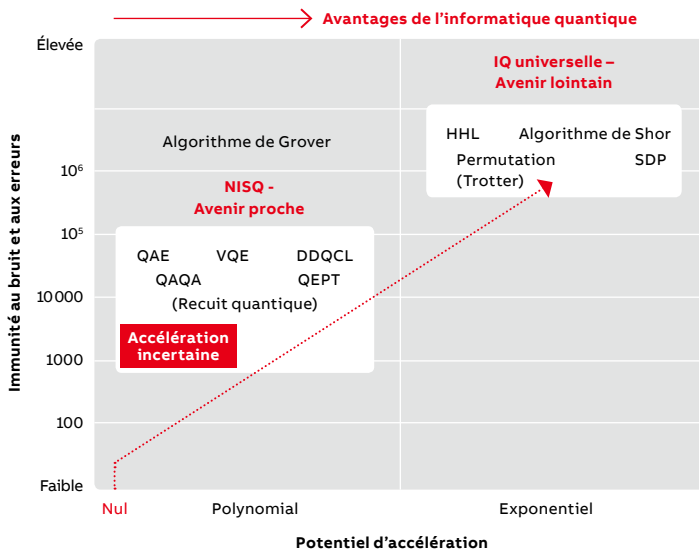 Avantages de l'informatique quantique
Élevée
IQ universelle –
Avenir lointain
HHL Algorithme de Shor
Permutation SDP
(Trotter)
Algorithme de Grover
10⁶
NISQ -
Avenir proche
10⁵
QAE VQE DDQCL
QAQA QEPT
10 000
(Recuit quantique)
Accélération
incertaine
1000
100
Faible
Immunité au bruit et aux erreurs
Nul Polynomial Exponentiel
Potentiel d'accélération